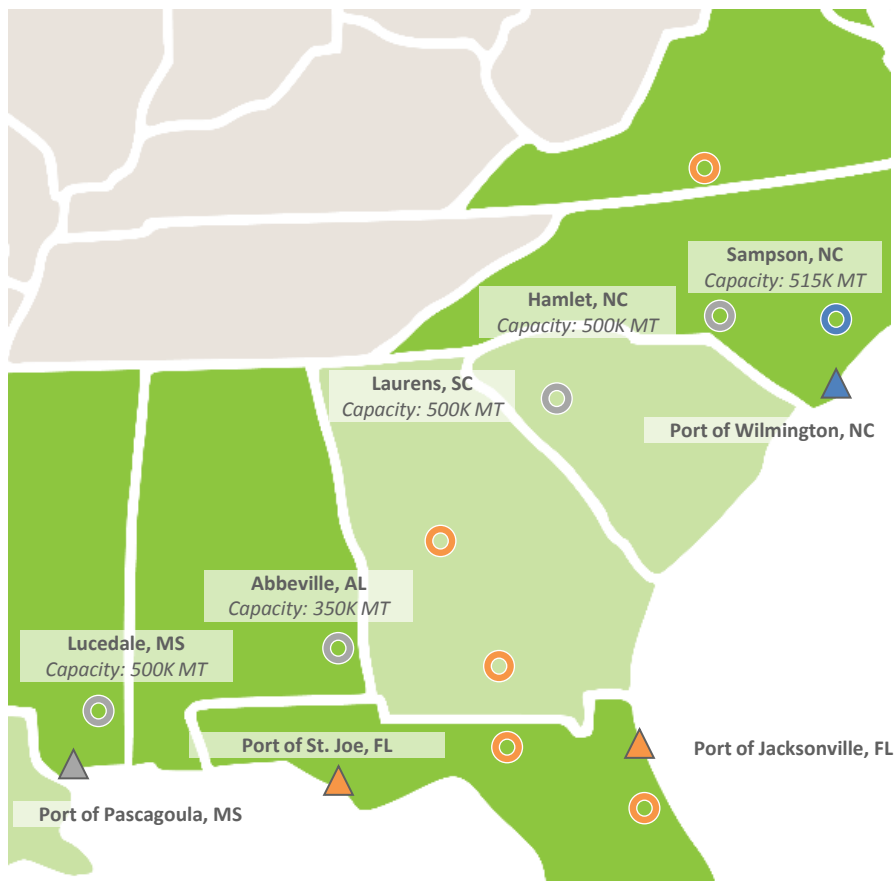 Sampson, NC
Capacity: 515K MT
Hamlet, NC
Capacity: 500K MT
Laurens, SC
Capacity: 500K MT
Port of Wilmington, NC
Abbeville, AL
Capacity: 350K MT
Lucedale, MS
Capacity: 500K MT
Port of St. Joe, FL
Port of Jacksonville, FL
Port of Pascagoula, MS